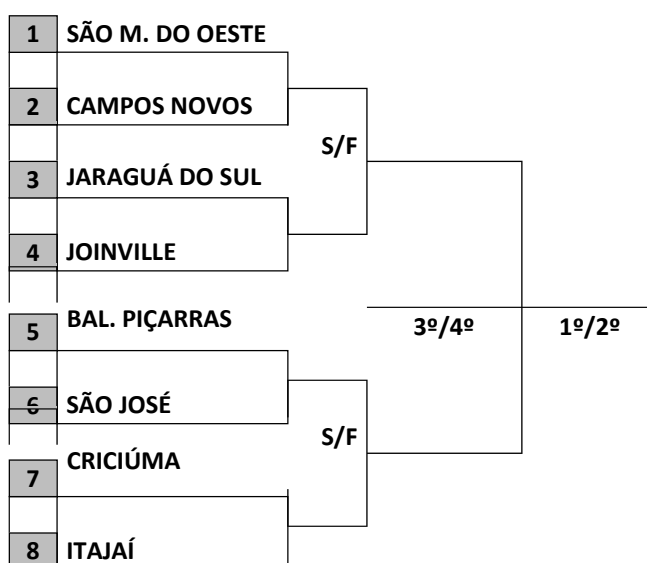 1 SÃO M. DO OESTE
2 CAMPOS NOVOS
S/F
3 JARAGUÁ DO SUL
4 JOINVILLE
5 BAL. PIÇARRAS
3º/4º 1º/2º
6 SÃO JOSÉ
S/F
7 CRICIÚMA
8 ITAJAÍ